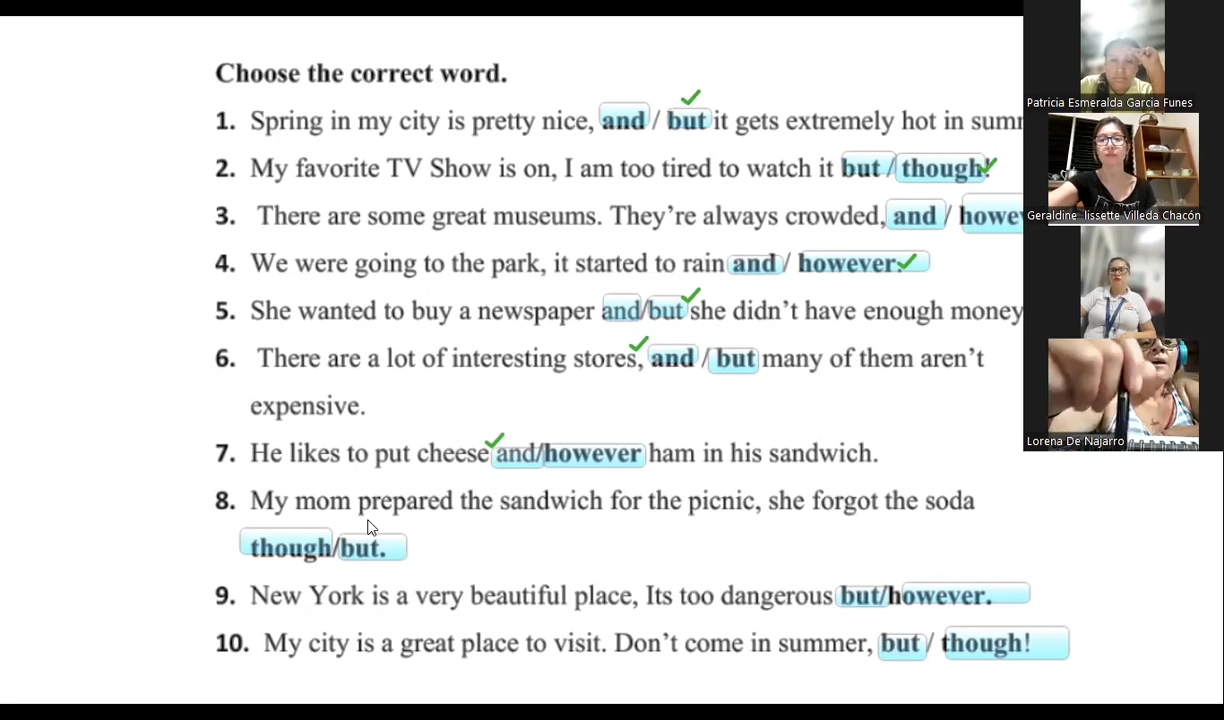 Choose the correct word.
1. Spring in my city is pretty nice, and / but it gets extremely hot in sum
2. My favorite TV Show is on, I am too tired to watch it but / though!
3. There are some great museums. They're always crowded, and / howe
4. We were going to the park, it started to rain and / however.
5. She wanted to buy a newspaper and/but she didn't have enough money
6. There are a lot of interesting stores, and / but many of them aren't
expensive.
7. He likes to put cheese and/however ham in his sandwich.
8. My mom prepared the sandwich for the picnic, she forgot the soda
though/but.
9. New York is a very beautiful place, Its too dangerous but/however.
10. My city is a great place to visit. Don't come in summer, but / though!
Patricia Esmeralda Garcia Funes
Geraldine lissette Villeda Chacón
Lorena De Najarro